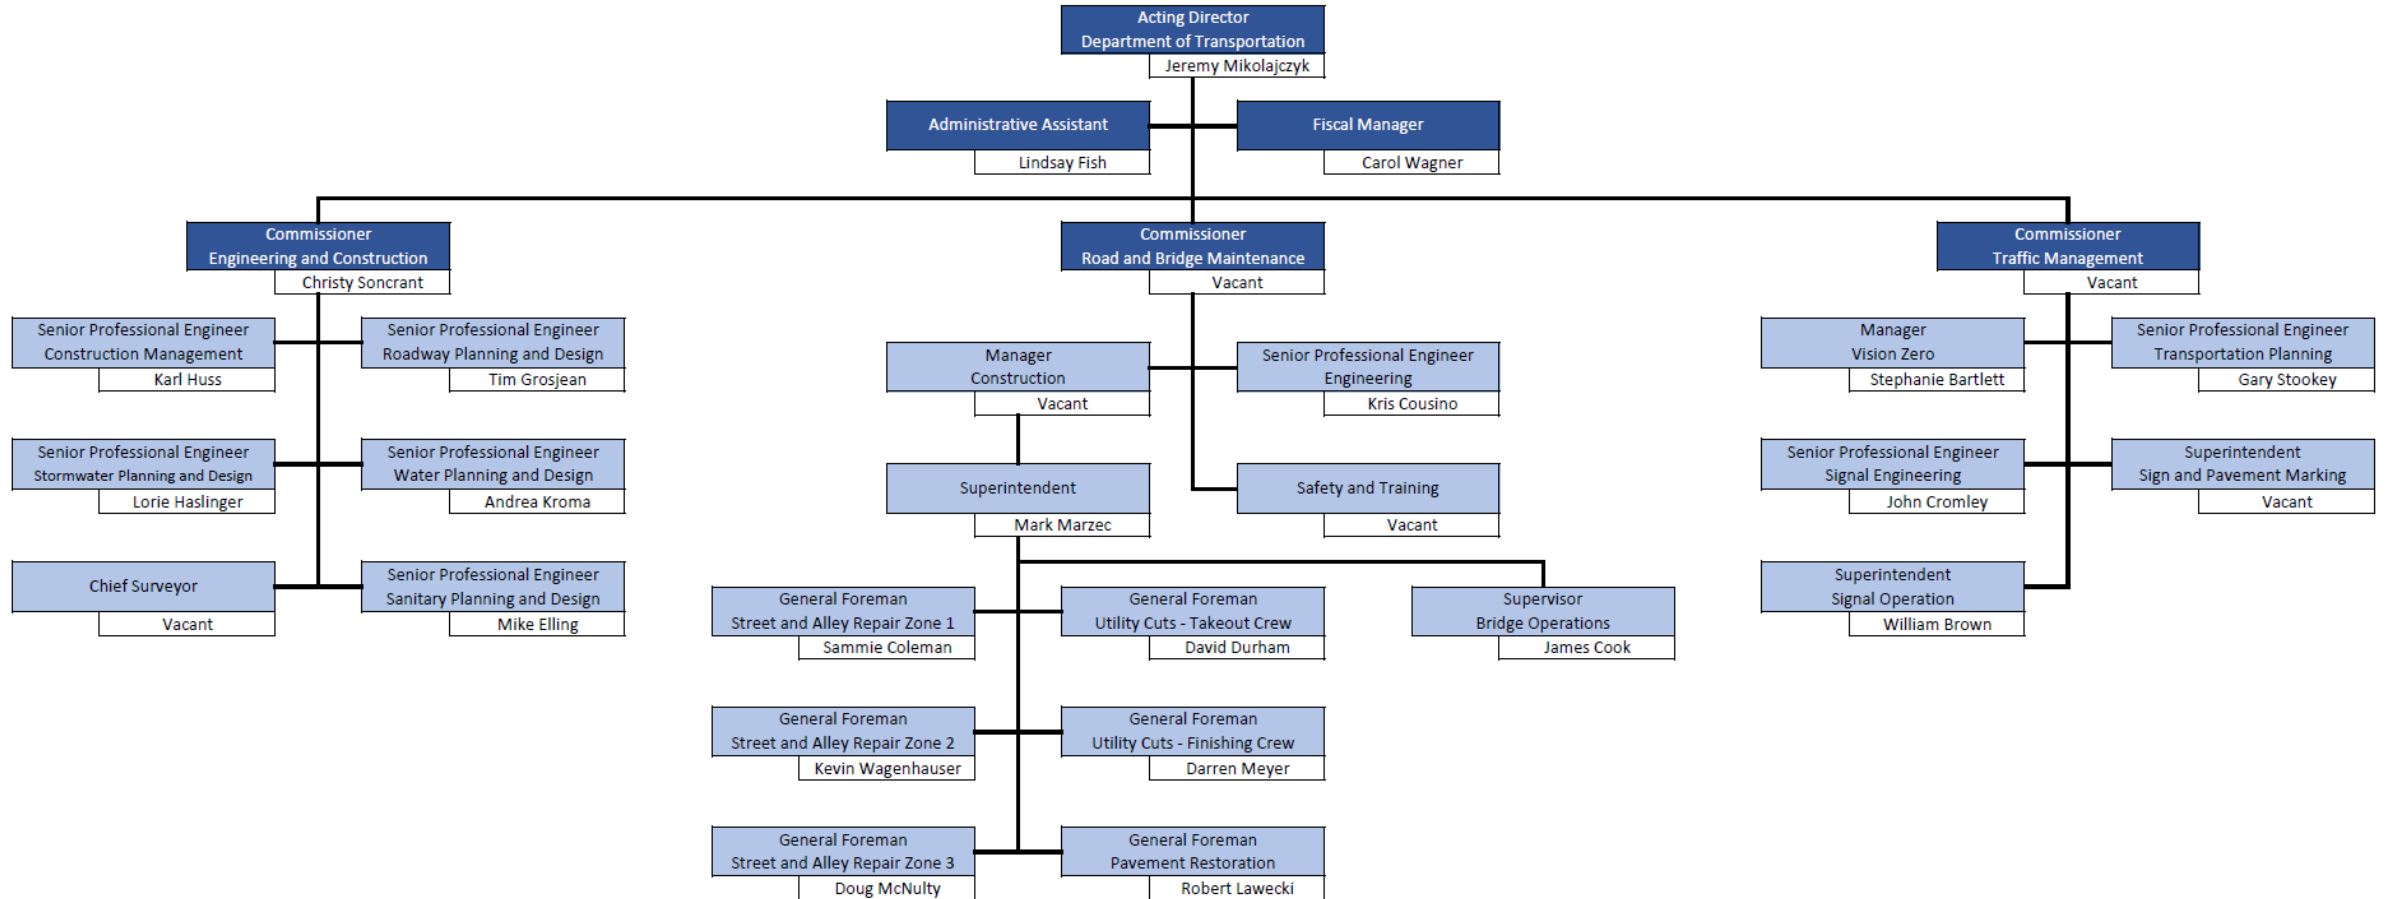 Acting Director
Department of Transportation
Jeremy Mikolajczyk
Administrative Assistant
Lindsay Fish
Fiscal Manager
Carol Wagner
Commissioner
Engineering and Construction
Christy Soncrant
Commissioner
Road and Bridge Maintenance
Vacant
Commissioner
Traffic Management
Vacant
Senior Professional Engineer
Construction Management
Karl Huss
Senior Professional Engineer
Roadway Planning and Design
Tim Grosjean
Senior Professional Engineer
Stormwater Planning and Design
Lorie Haslinger
Senior Professional Engineer
Water Planning and Design
Andrea Kroma
Chief Surveyor
Vacant
Senior Professional Engineer
Sanitary Planning and Design
Mike Elling
Manager
Construction
Vacant
Senior Professional Engineer
Engineering
Kris Cousino
Superintendent
Mark Marzec
Safety and Training
Vacant
General Foreman
Street and Alley Repair Zone 1
Sammie Coleman
General Foreman
Utility Cuts - Takeout Crew
David Durham
Supervisor
Bridge Operations
James Cook
General Foreman
Street and Alley Repair Zone 2
Kevin Wagenhauser
General Foreman
Utility Cuts - Finishing Crew
Darren Meyer
General Foreman
Street and Alley Repair Zone 3
Doug McNulty
General Foreman
Pavement Restoration
Robert Lawecki
Manager
Vision Zero
Stephanie Bartlett
Senior Professional Engineer
Transportation Planning
Gary Stookey
Senior Professional Engineer
Signal Engineering
John Cromley
Superintendent
Sign and Pavement Marking
Vacant
Superintendent
Signal Operation
William Brown